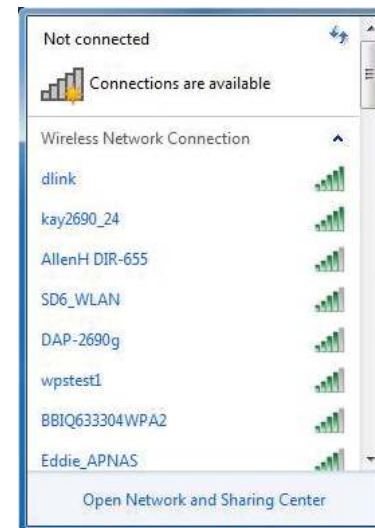 Not connected
Connections are available
Wireless Network Connection
dlink
kay2690_24
AllenH DIR-655
SD6_WLAN
DAP-2690g
wpstest1
BBIQ633304WPA2
Eddie_APNAS
Open Network and Sharing Center